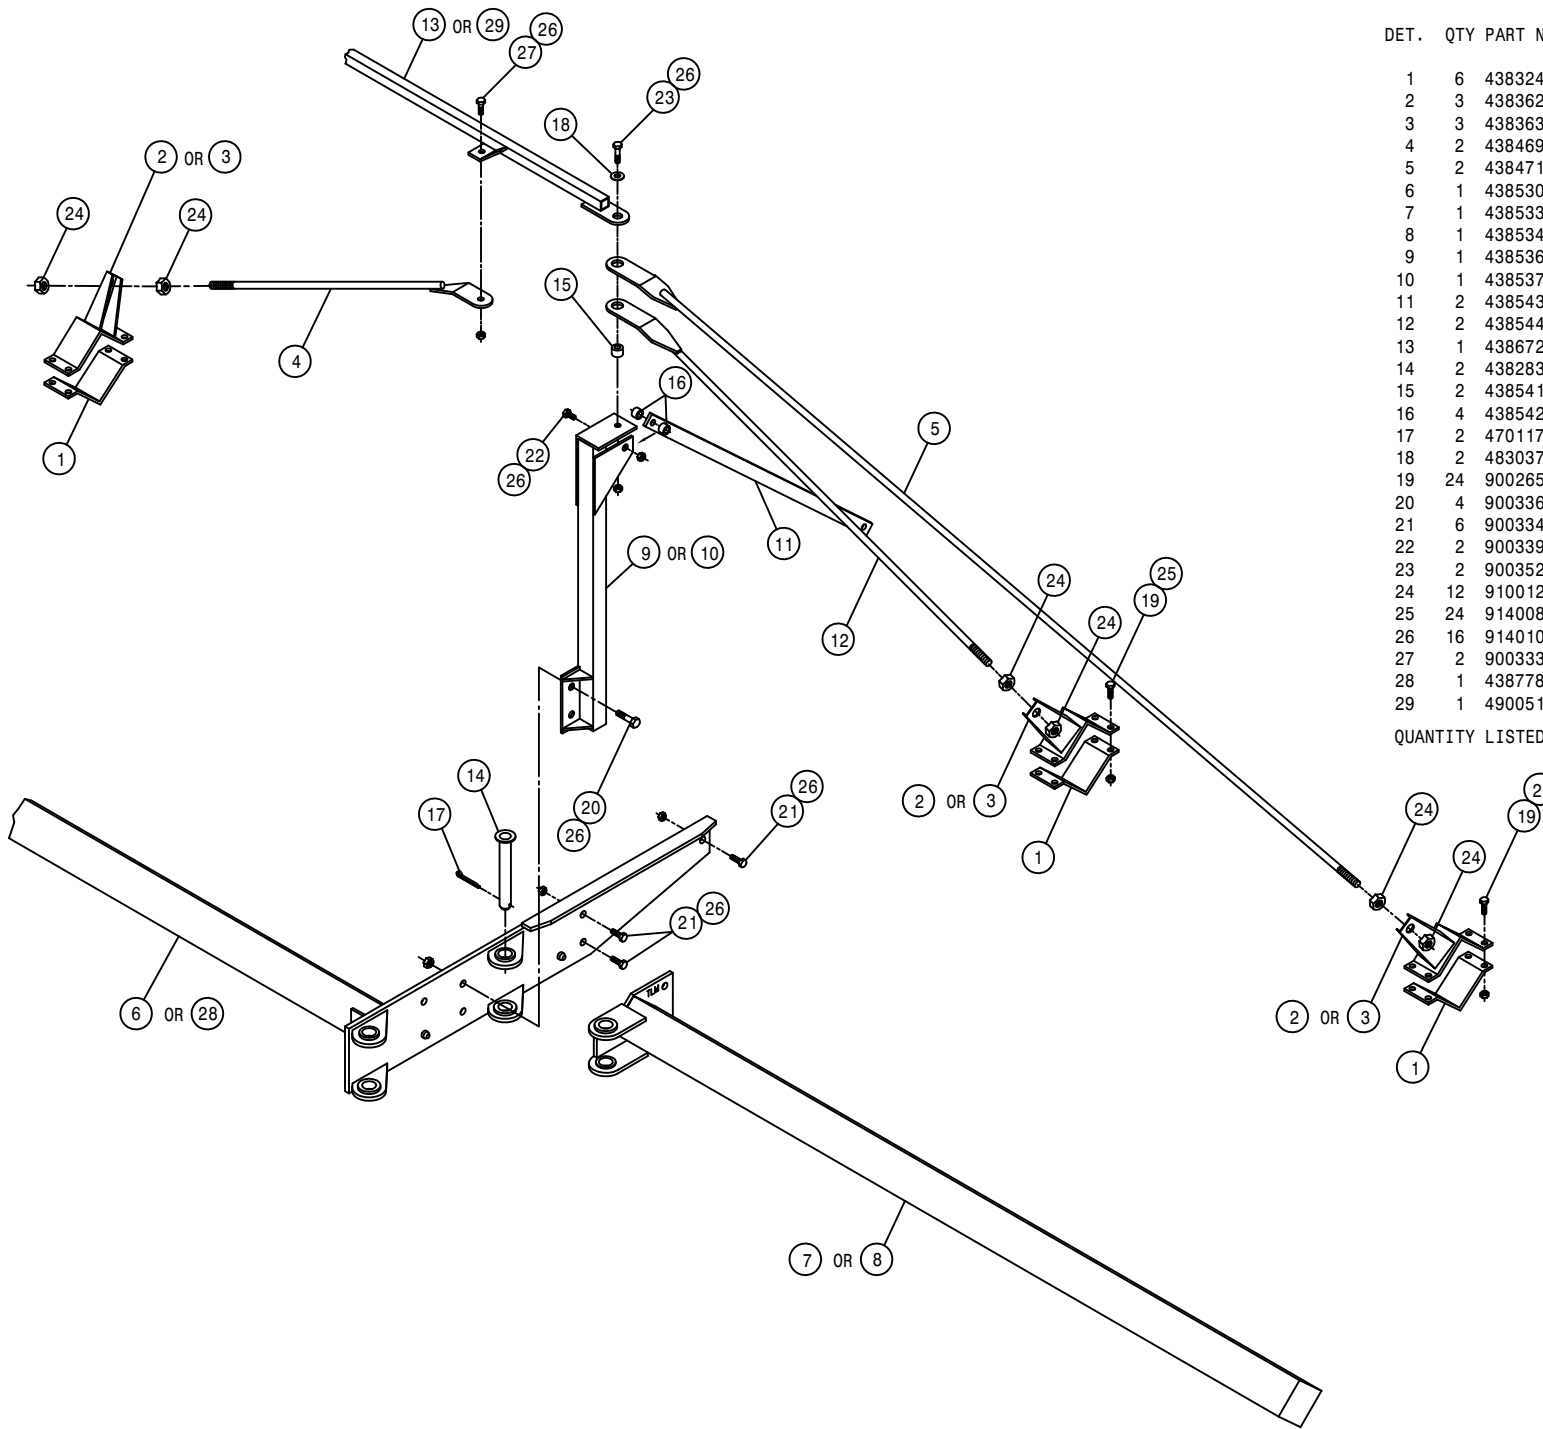 DET. QTY PART N
1 6 438324
2 3 438362
3 3 438363
4 2 438469
5 2 438471
6 1 438530
7 1 438533
8 1 438534
9 1 438536
10 1 438537
11 2 438543
12 2 438544
13 1 438672
14 2 438283
15 2 438541
16 4 438542
17 2 470117
18 2 483037
19 24 900265
20 4 900336
21 6 900334
22 2 900339
23 2 900352
24 12 910012
25 24 914008
26 16 914010
27 2 900333
28 1 438778
29 1 490051
QUANTITY LISTED
13 OR 29
26
27
26
23
18
2 OR 3
24
24
15
4
1
16
5
22
26
11
9 OR 10
12
24
25
19
24
14
17
20
26
26
21
2 OR 3
1
2
19
24
24
26
21
TLM
6 OR 28
2 OR 3
1
7 OR 8